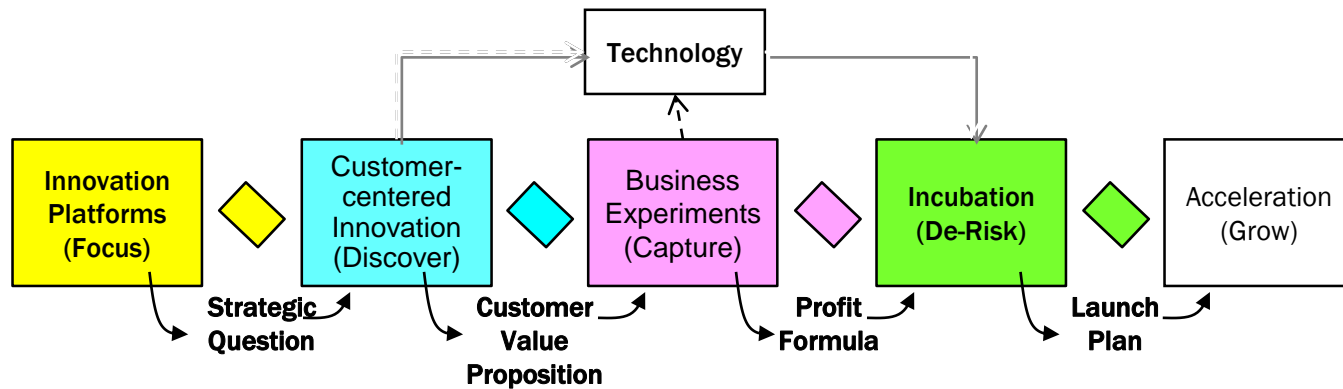 Technology
Innovation
Platforms
(Focus)
Customer-
centered
Innovation
(Discover)
Business
Experiments
(Capture)
Incubation
(De-Risk)
Acceleration
(Grow)
Strategic
Question
Customer
Value
Proposition
Profit
Formula
Launch
Plan